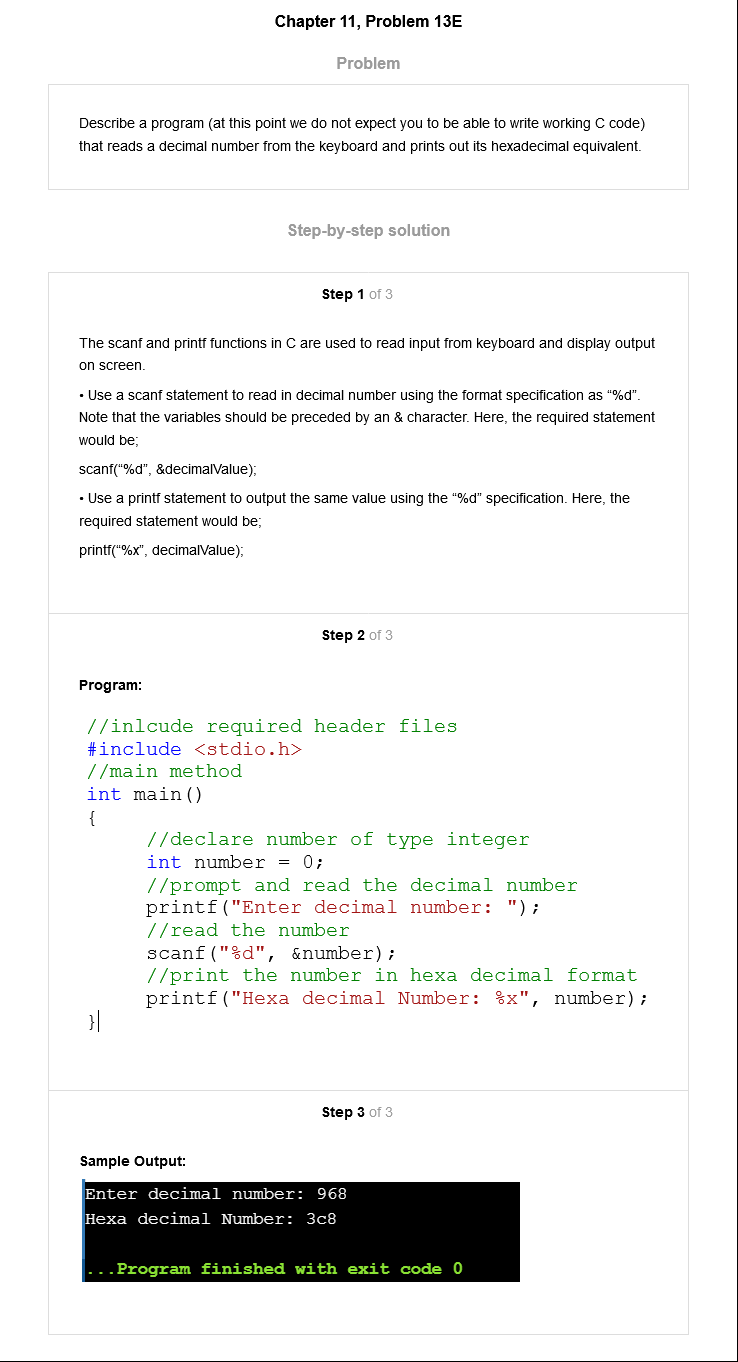 Chapter 11, Problem 13E
Problem
Describe a program (at this point we do not expect you to be able to write working C code)
that reads a decimal number from the keyboard and prints out its hexadecimal equivalent.
Step-by-step solution
Step 1 of 3
The scanf and printf functions in C are used to read input from keyboard and display output
on screen.
• Use a scanf statement to read in decimal number using the format specification as “%d”.
Note that the variables should be preceded by an & character. Here, the required statement
would be;
scanf(“%d”, &decimalValue);
• Use a printf statement to output the same value using the “%d” specification. Here, the
required statement would be;
printf(“%x”, decimalValue);
Step 2 of 3
Program:
//inlcude required header files
#include <stdio.h>
//main method
int main()
{
//declare number of type integer
int number = 0;
//prompt and read the decimal number
printf("Enter decimal number: ");
//read the number
scanf("%d", &number);
//print the number in hexa decimal format
printf("Hexa decimal Number: %x", number);
}
Step 3 of 3
Sample Output:
Enter decimal number: 968
Hexa decimal Number: 3c8
...Program finished with exit code 0